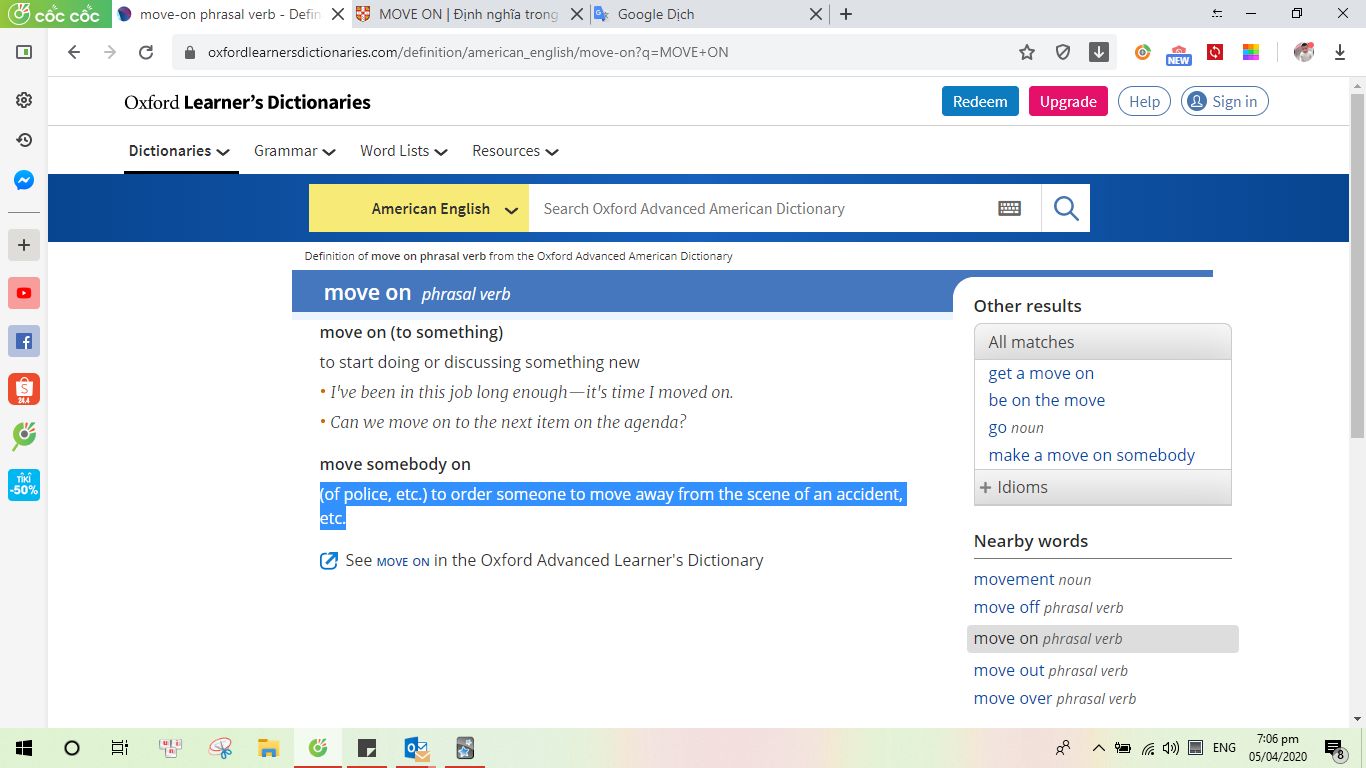 cốc cốc
move-on phrasal verb - Defin
MOVE ON | Định nghĩa trong
Google Dịch
oxfordlearnersdictionaries.com/definition/american_english/move-on?q=MOVE+ON
NEW
Oxford Learner's Dictionaries
Redeem
Upgrade
Help
Sign in
Dictionaries
Grammar
Word Lists
Resources
American English
Search Oxford Advanced American Dictionary
Definition of move on phrasal verb from the Oxford Advanced American Dictionary
move on phrasal verb
move on (to something)
to start doing or discussing something new
• I've been in this job long enough—it's time I moved on.
• Can we move on to the next item on the agenda?
move somebody on
(of police, etc.) to order someone to move away from the scene of an accident,
etc.
See MOVE ON in the Oxford Advanced Learner's Dictionary
Other results
All matches
get a move on
be on the move
go noun
make a move on somebody
+ Idioms
Nearby words
movement noun
move off phrasal verb
move on phrasal verb
move out phrasal verb
move over phrasal verb
24.4
TIKI
-50%
ENG
7:06 pm
05/04/2020
8